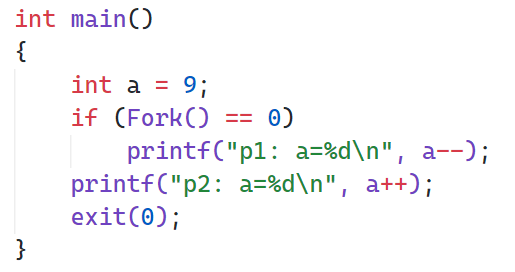 int main()
{
    int a = 9;
    if (Fork() == 0)
        printf("p1: a=%d\n", a--);
    printf("p2: a=%d\n", a++);
    exit(0);
}